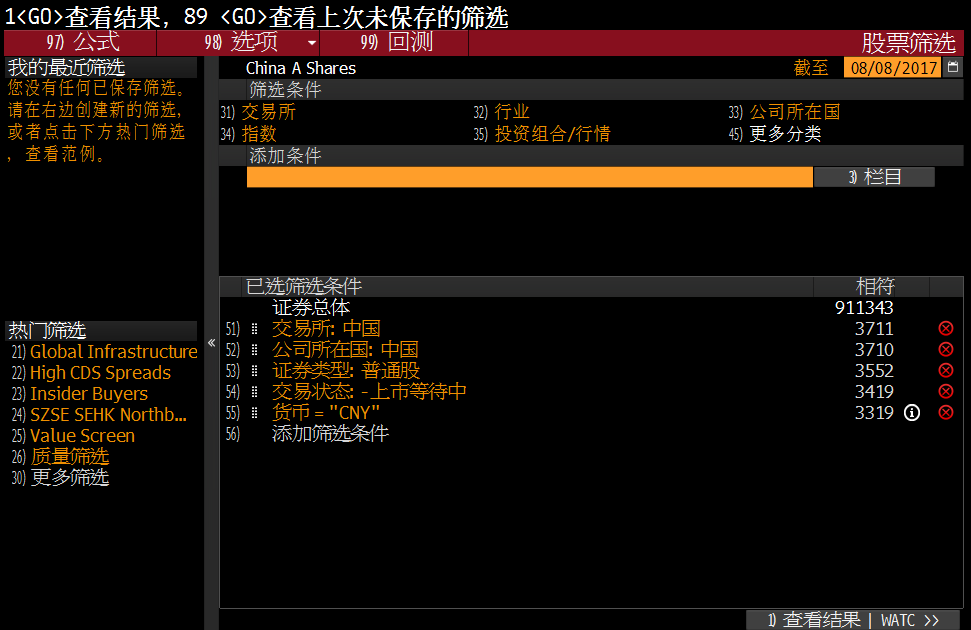 1<GO>查看结果，89 <GO>查看上次未保存的筛选
97) 公式 98) 选项 99) 回测 股票筛选
我的最近筛选
您没有任何已保存筛选。
请在右边创建新的筛选,
或者点击下方热门筛选
，查看范例。
China A Shares 截至 08/08/2017
筛选条件
31) 交易所 32) 行业 33) 公司所在国
34) 指数 35) 投资组合/行情 45) 更多分类
添加条件
3) 栏目
已选筛选条件 相符
证券总体 911343
51) 交易所: 中国 3711
52) 公司所在国: 中国 3710
53) 证券类型: 普通股 3552
54) 交易状态: -上市等待中 3419
55) 货币 = "CNY" 3319
56) 添加筛选条件
热门筛选
21) Global Infrastructure
22) High CDS Spreads
23) Insider Buyers
24) SZSE SEHK Northb...
25) Value Screen
26) 质量筛选
30) 更多筛选
«
1) 查看结果 | WATC >>